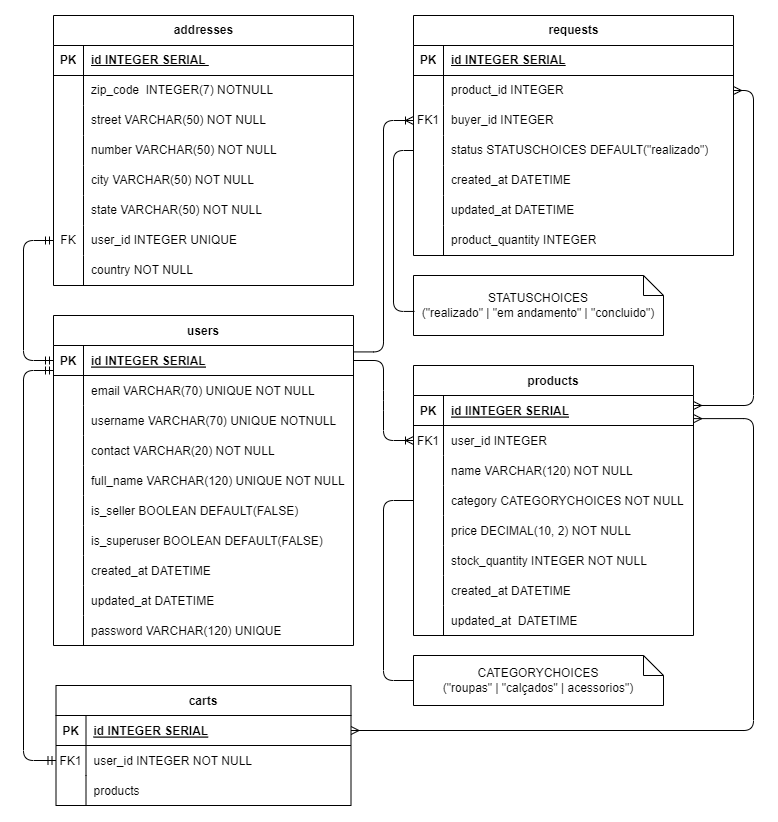 addresses
PK id INTEGER SERIAL
zip_code INTEGER(7) NOTNULL
street VARCHAR(50) NOT NULL
number VARCHAR(50) NOT NULL
city VARCHAR(50) NOT NULL
state VARCHAR(50) NOT NULL
FK user_id INTEGER UNIQUE
country NOT NULL
users
PK id INTEGER SERIAL
email VARCHAR(70) UNIQUE NOT NULL
username VARCHAR(70) UNIQUE NOTNULL
contact VARCHAR(20) NOT NULL
full_name VARCHAR(120) UNIQUE NOT NULL
is_seller BOOLEAN DEFAULT(FALSE)
is_superuser BOOLEAN DEFAULT(FALSE)
created_at DATETIME
updated_at DATETIME
password VARCHAR(120) UNIQUE
carts
PK id INTEGER SERIAL
FK1 user_id INTEGER NOT NULL
products
requests
PK id INTEGER SERIAL
product_id INTEGER
FK1 buyer_id INTEGER
status STATUSCHOICES DEFAULT("realizado")
created_at DATETIME
updated_at DATETIME
product_quantity INTEGER
STATUSCHOICES
("realizado" | "em andamento" | "concluido")
products
PK id IINTEGER SERIAL
FK1 user_id INTEGER
name VARCHAR(120) NOT NULL
category CATEGORYCHOICES NOT NULL
price DECIMAL(10, 2) NOT NULL
stock_quantity INTEGER NOT NULL
created_at DATETIME
updated_at DATETIME
CATEGORYCHOICES
("roupas" | "calçados" | acessorios")